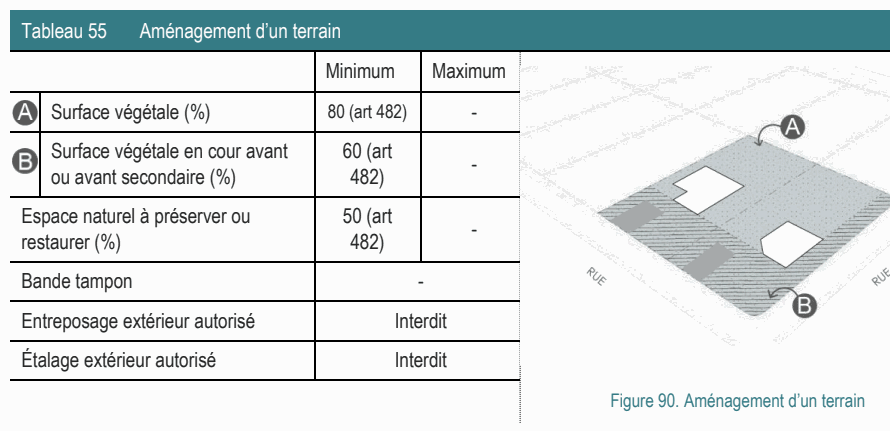 Tableau 55 Aménagement d'un terrain
Minimum Maximum
A Surface végétale (%) 80 (art 482) -
B Surface végétale en cour avant
ou avant secondaire (%)
60 (art
482)
-
Espace naturel à préserver ou
restaurer (%)
50 (art
482)
-
Bande tampon -
Entreposage extérieur autorisé Interdit
Étalage extérieur autorisé Interdit
A
B
RUE
RUE
Figure 90. Aménagement d'un terrain